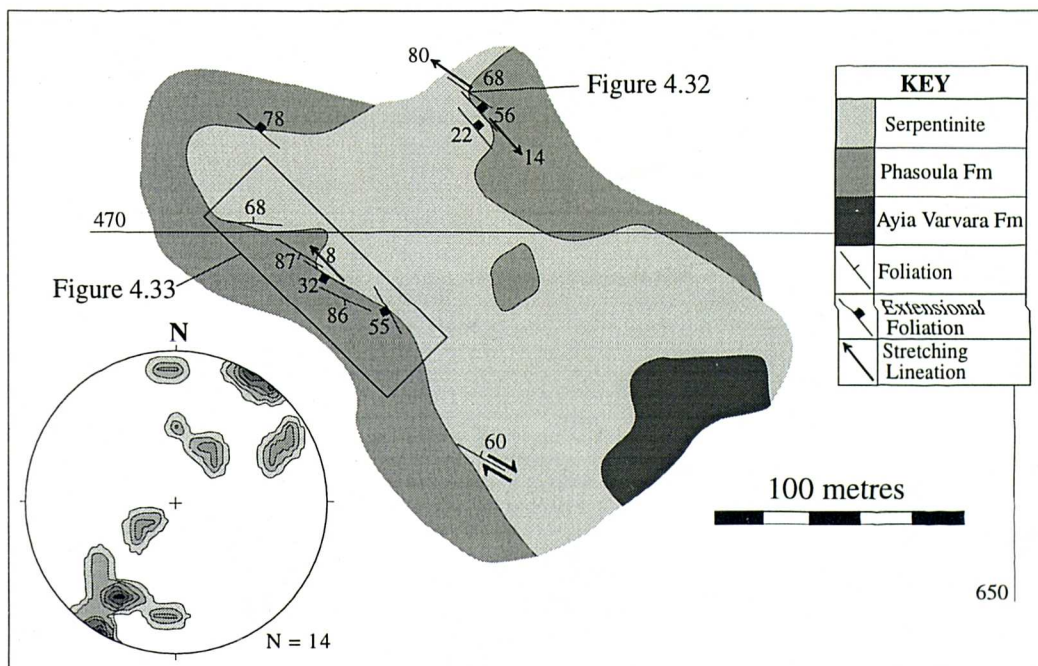 80
68
Figure 4.32
78
56
22
14
68
470
87
8
Figure 4.33
32
86
55
60
100 metres
650
N
N = 14
KEY
Serpentinite
Phasoula Fm
Ayia Varvara Fm
Foliation
Extensional
Foliation
Stretching
Lineation